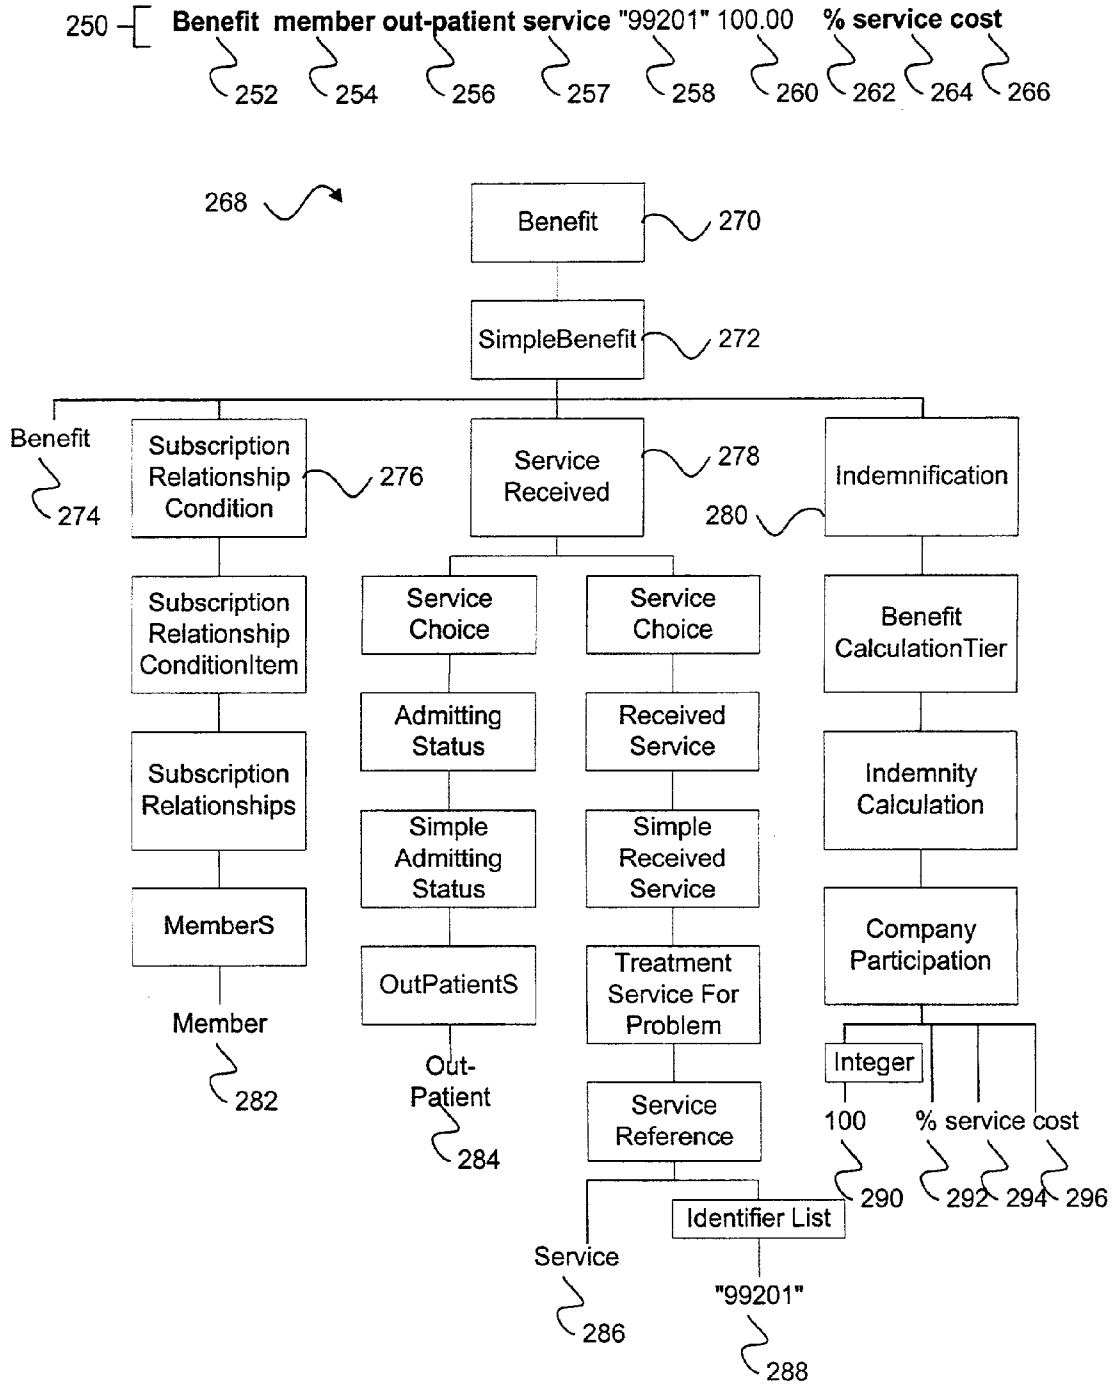 250
Benefit member out-patient service "99201" 100.00 % service cost
252 254 256 257 258 260 262 264 266
268
Benefit
270
SimpleBenefit
272
Benefit
274
Subscription
Relationship
Condition
276
Service
Received
278
Indemnification
280
Subscription
Relationship
ConditionItem
Service
Choice
Service
Choice
Benefit
CalculationTier
Subscription
Relationships
Admitting
Status
Received
Service
Indemnity
Calculation
Simple
Admitting
Status
Simple
Received
Service
MemberS
OutPatientS
Treatment
Service For
Problem
Company
Participation
Member
282
Out-
Patient
284
Service
Reference
Integer
100 % service cost
290 292 294 296
Identifier List
Service
286
"99201"
288